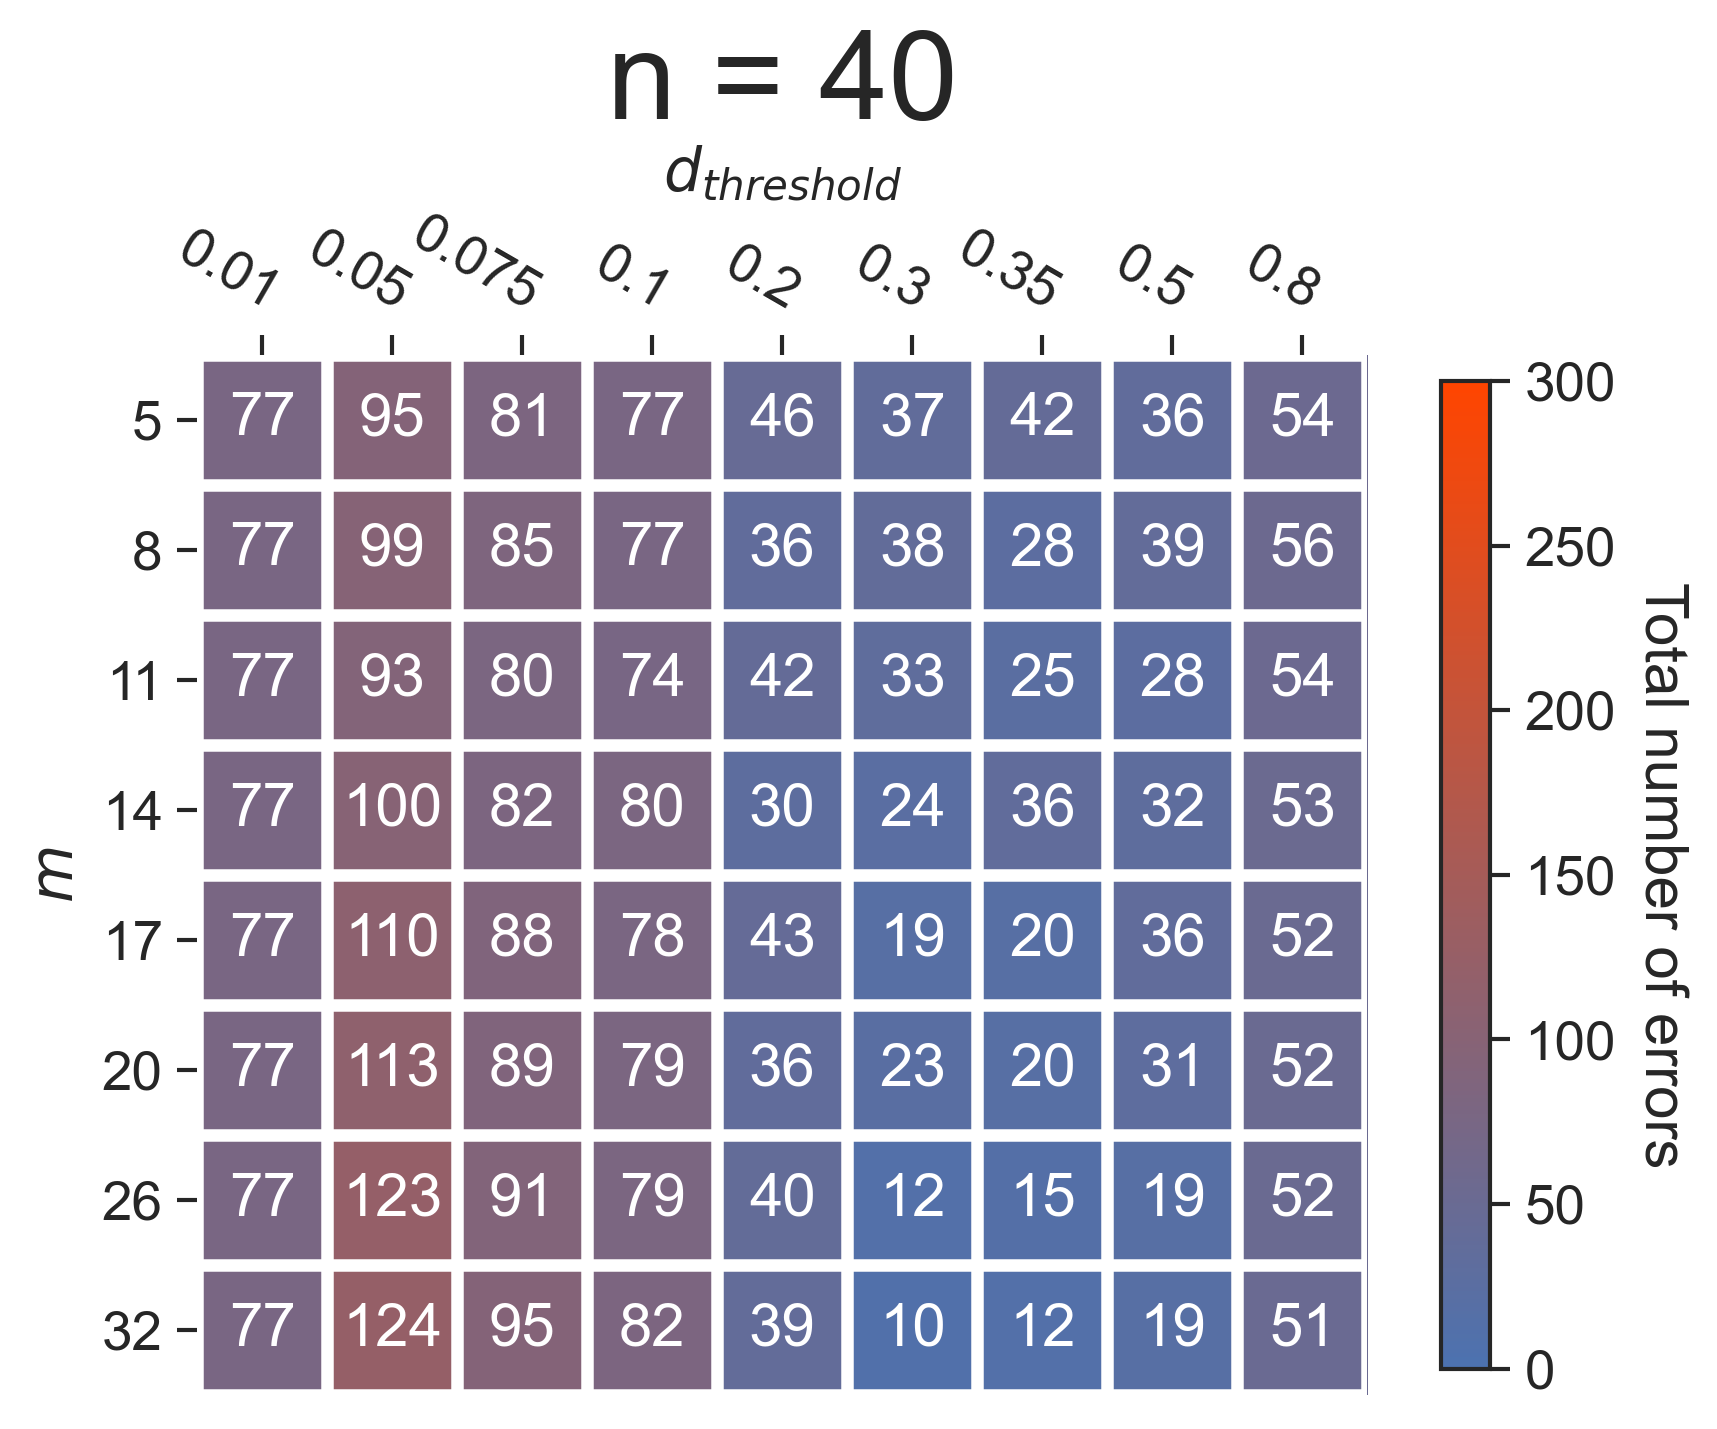 n = 40
d_threshold
0.01 0.05 0.075 0.1 0.2 0.3 0.35 0.5 0.8
5 77 95 81 77 46 37 42 36 54
8 77 99 85 77 36 38 28 39 56
11 77 93 80 74 42 33 25 28 54
14 77 100 82 80 30 24 36 32 53
17 77 110 88 78 43 19 20 36 52
20 77 113 89 79 36 23 20 31 52
26 77 123 91 79 40 12 15 19 52
32 77 124 95 82 39 10 12 19 51
m
300
250
200
150
100
50
0
Total number of errors